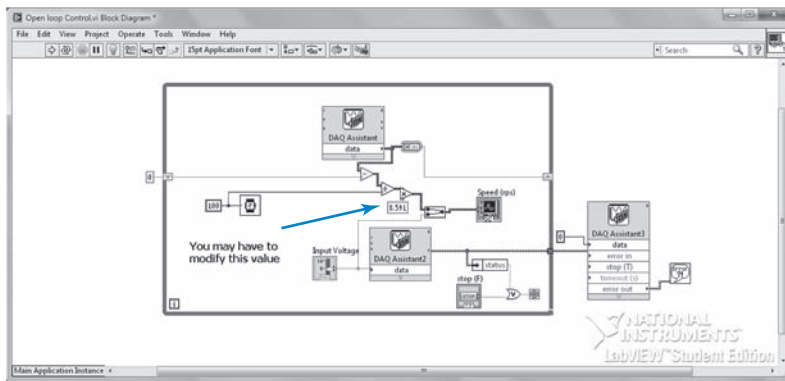 Open loop Control.vi Block Diagram *
File Edit View Project Operate Tools Window Help
15pt Application Font
Search
DAQ Assistant
data
0
100
Speed (rps)
You may have to
modify this value
Input Voltage
DAQ Assistant2
data
status
stop (F)
i
0
DAQ Assistant3
data
error in
stop (T)
timeout (s)
error out
NATIONAL
INSTRUMENTS
LabVIEW™ Student Edition
Main Application Instance